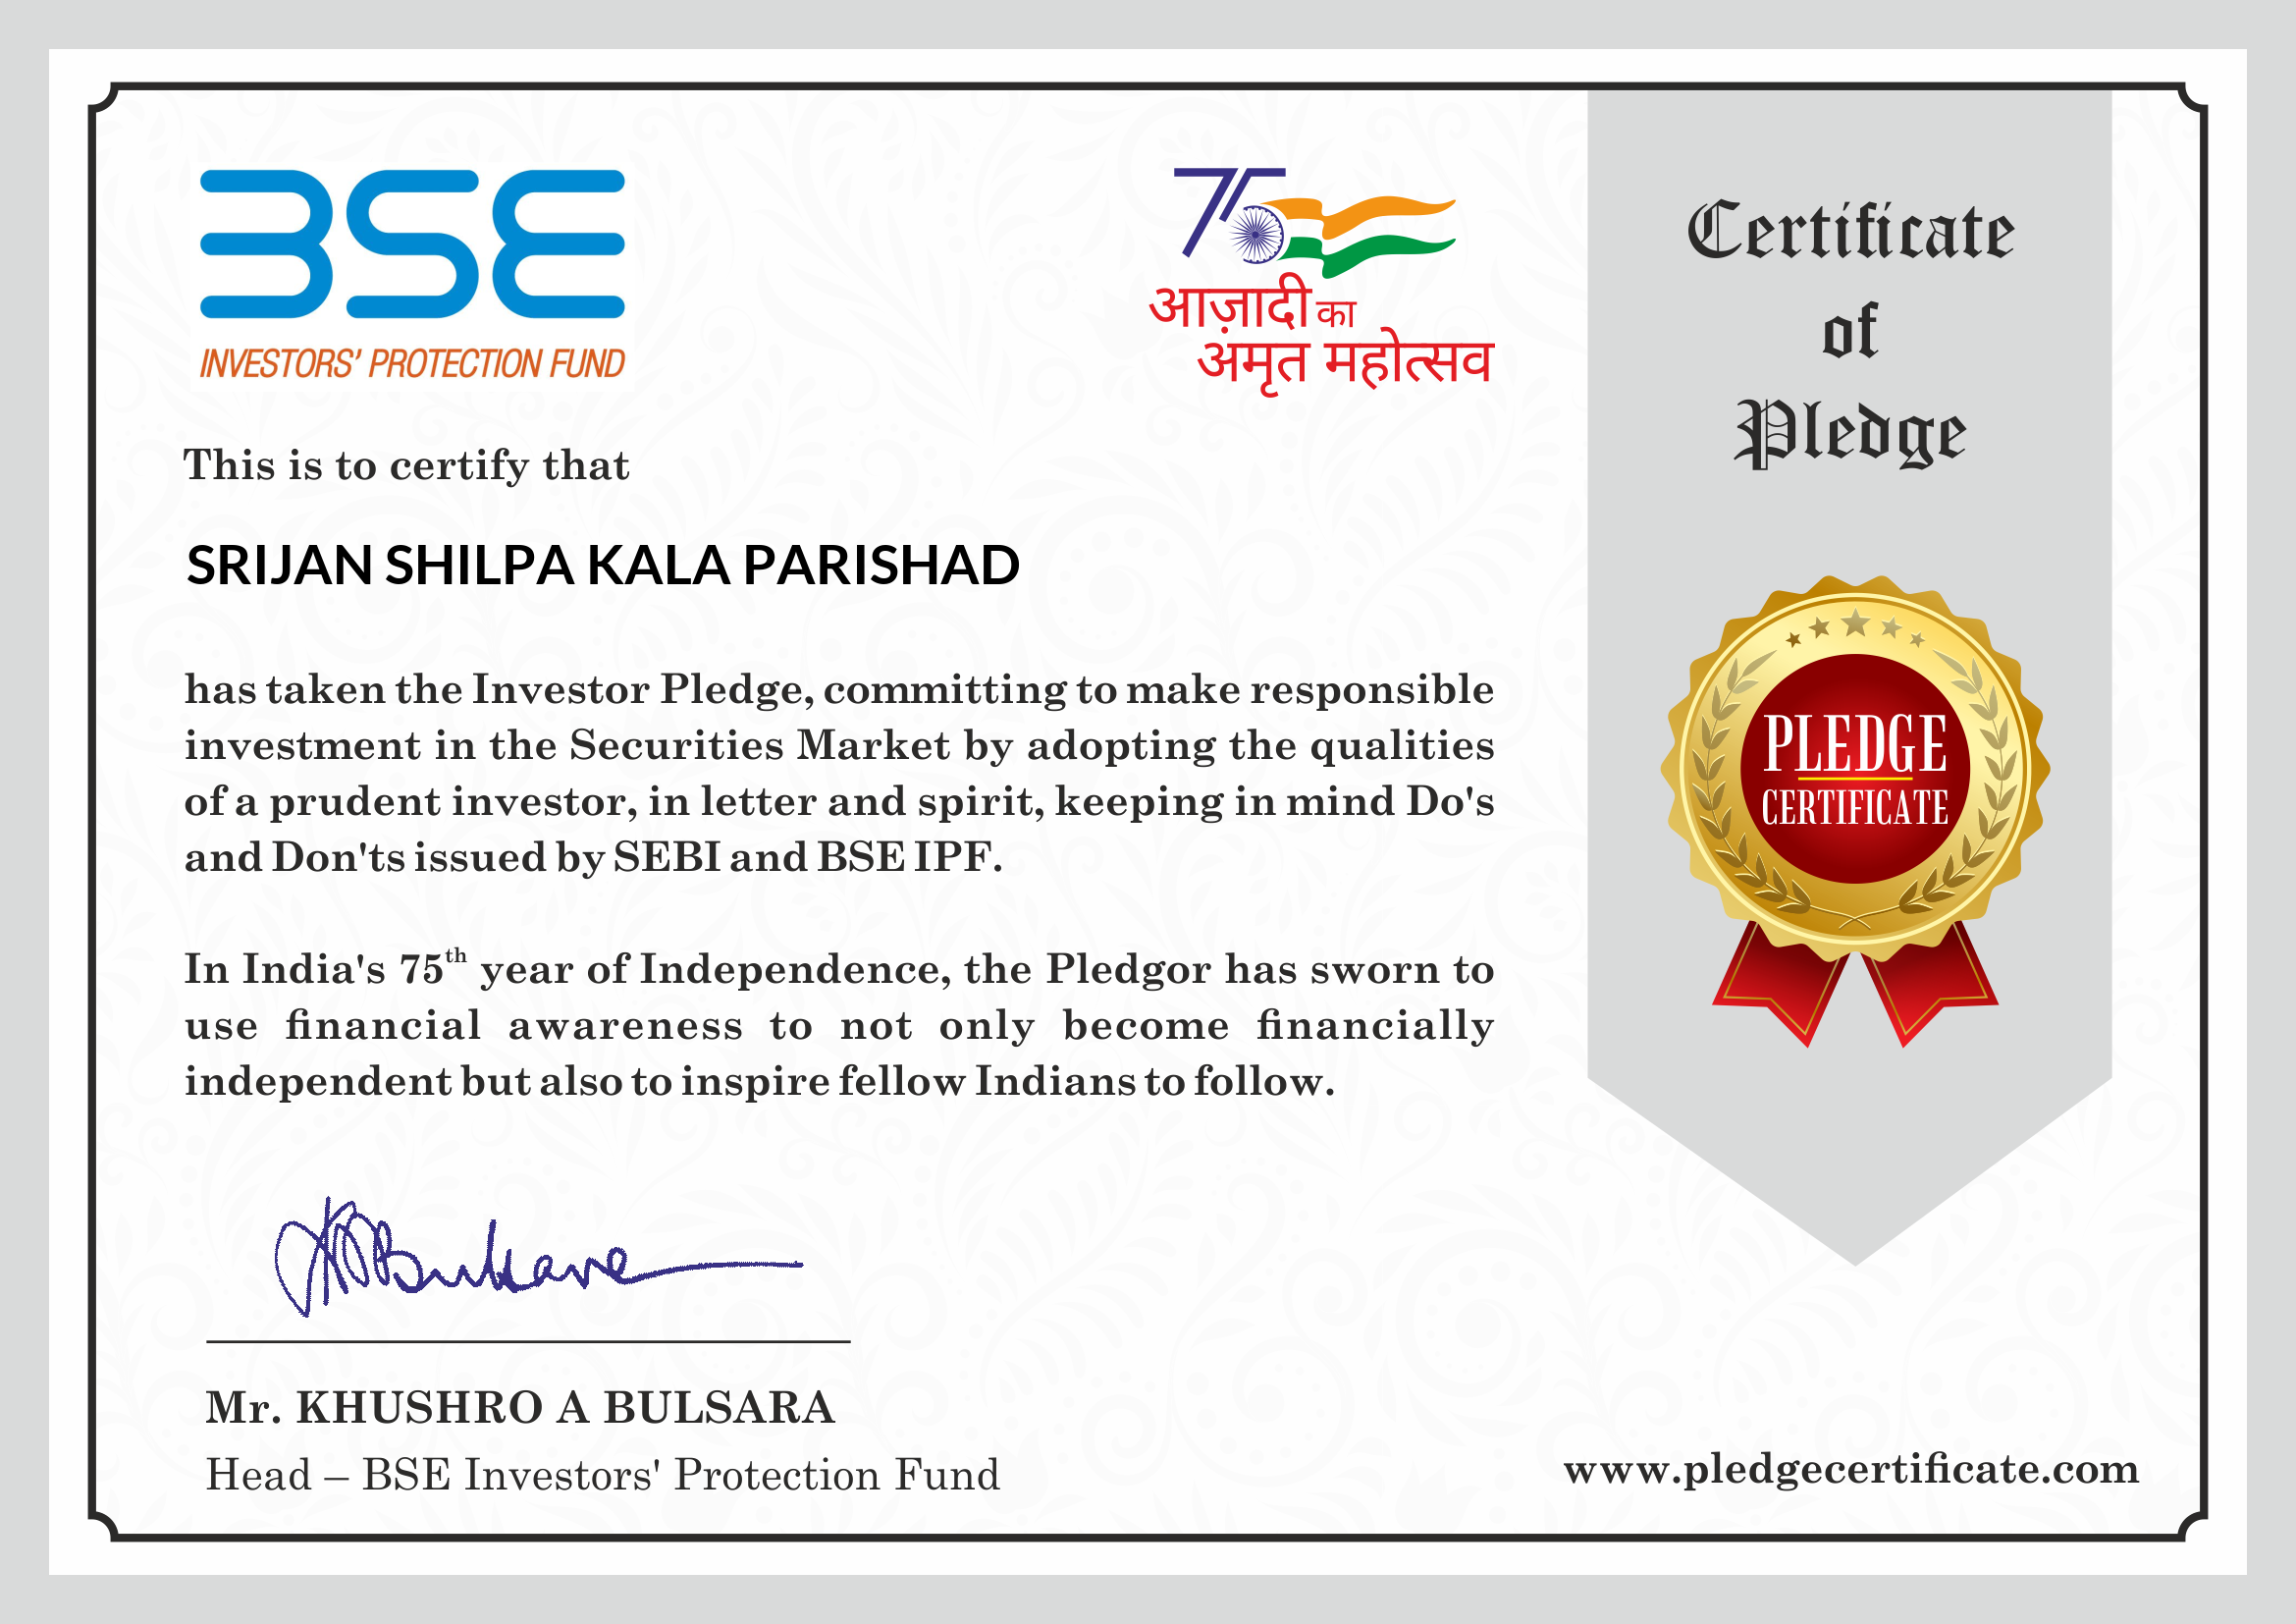 BSE
INVESTORS' PROTECTION FUND
75
आज़ादी का
अमृत महोत्सव
Certificate
of
Pledge
This is to certify that
SRIJAN SHILPA KALA PARISHAD
has taken the Investor Pledge, committing to make responsible
investment in the Securities Market by adopting the qualities
of a prudent investor, in letter and spirit, keeping in mind Do's
and Don'ts issued by SEBI and BSE IPF.
In India's 75th year of Independence, the Pledgor has sworn to
use financial awareness to not only become financially
independent but also to inspire fellow Indians to follow.
PLEDGE
CERTIFICATE
Mr. KHUSHRO A BULSARA
Head – BSE Investors' Protection Fund
www.pledgecertificate.com